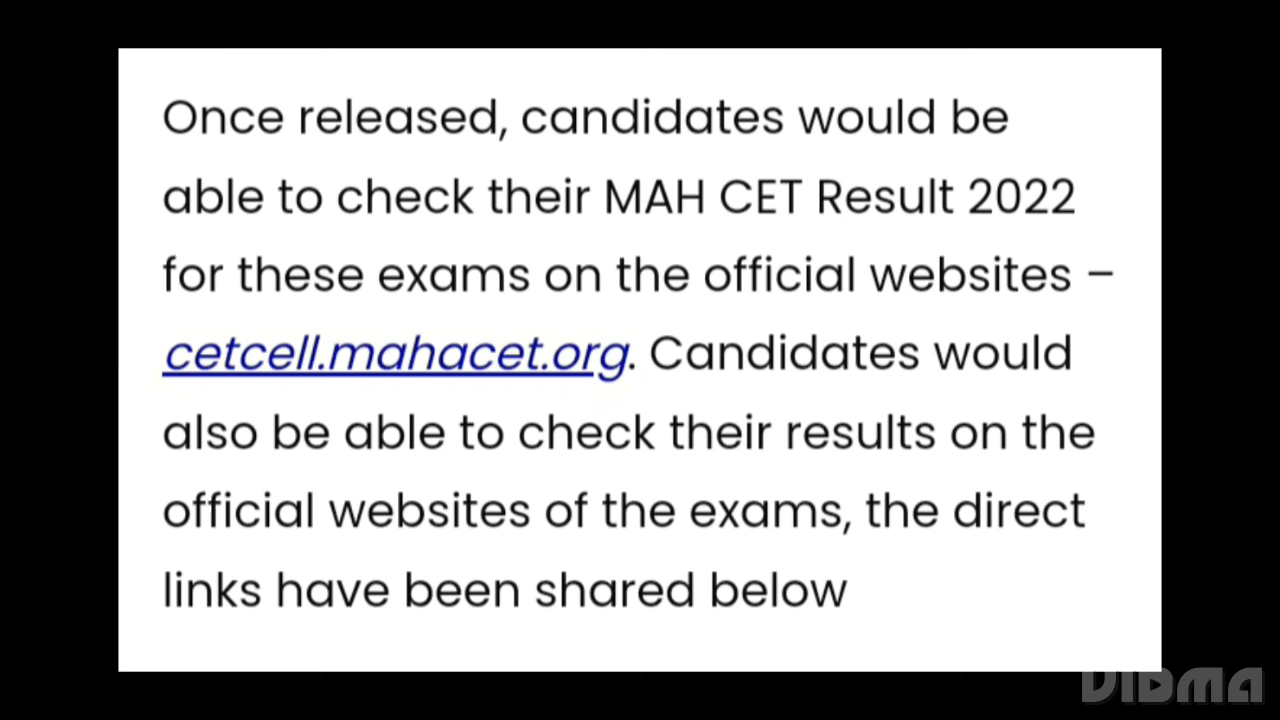 Once released, candidates would be
able to check their MAH CET Result 2022
for these exams on the official websites –
cetcell.mahacet.org. Candidates would
also be able to check their results on the
official websites of the exams, the direct
links have been shared below
VIDMA